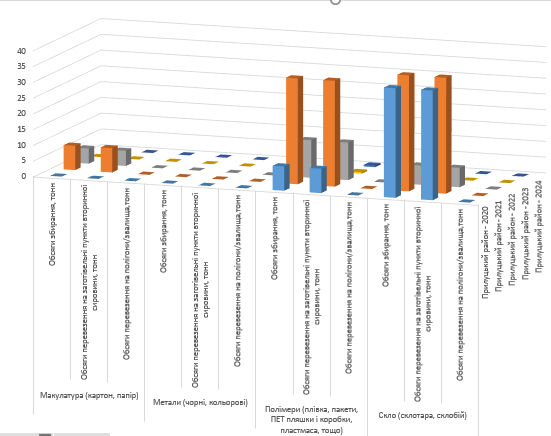 40
35
30
25
20
15
10
5
0
Обсяги збирання, тонн
Обсяги перевезення на заготівельні пункти вторинної
сировини, тонн
Обсяги перевезення на полігони/звалища,тонн
Обсяги збирання, тонн
Обсяги перевезення на заготівельні пункти вторинної
сировини, тонн
Обсяги перевезення на полігони/звалища,тонн
Обсяги збирання, тонн
Обсяги перевезення на заготівельні пункти вторинної
сировини, тонн
Обсяги перевезення на полігони/звалища, тонн
Обсяги збирання, тонн
Обсяги перевезення на заготівельні пункти вторинної
сировини, тонн
Обсяги перевезення на полігони/звалища,тонн
Прилуцький район - 2020
Прилуцький район - 2021
Прилуцький район - 2022
Прилуцький район - 2023
Прилуцький район - 2024
Макулатура (картон, папір)
Метали (чорні, кольорові)
Полімери (плівка, пакети,
ПЕТ пляшки і коробки,
пластмаса, тощо)
Скло (склотара, склобій)